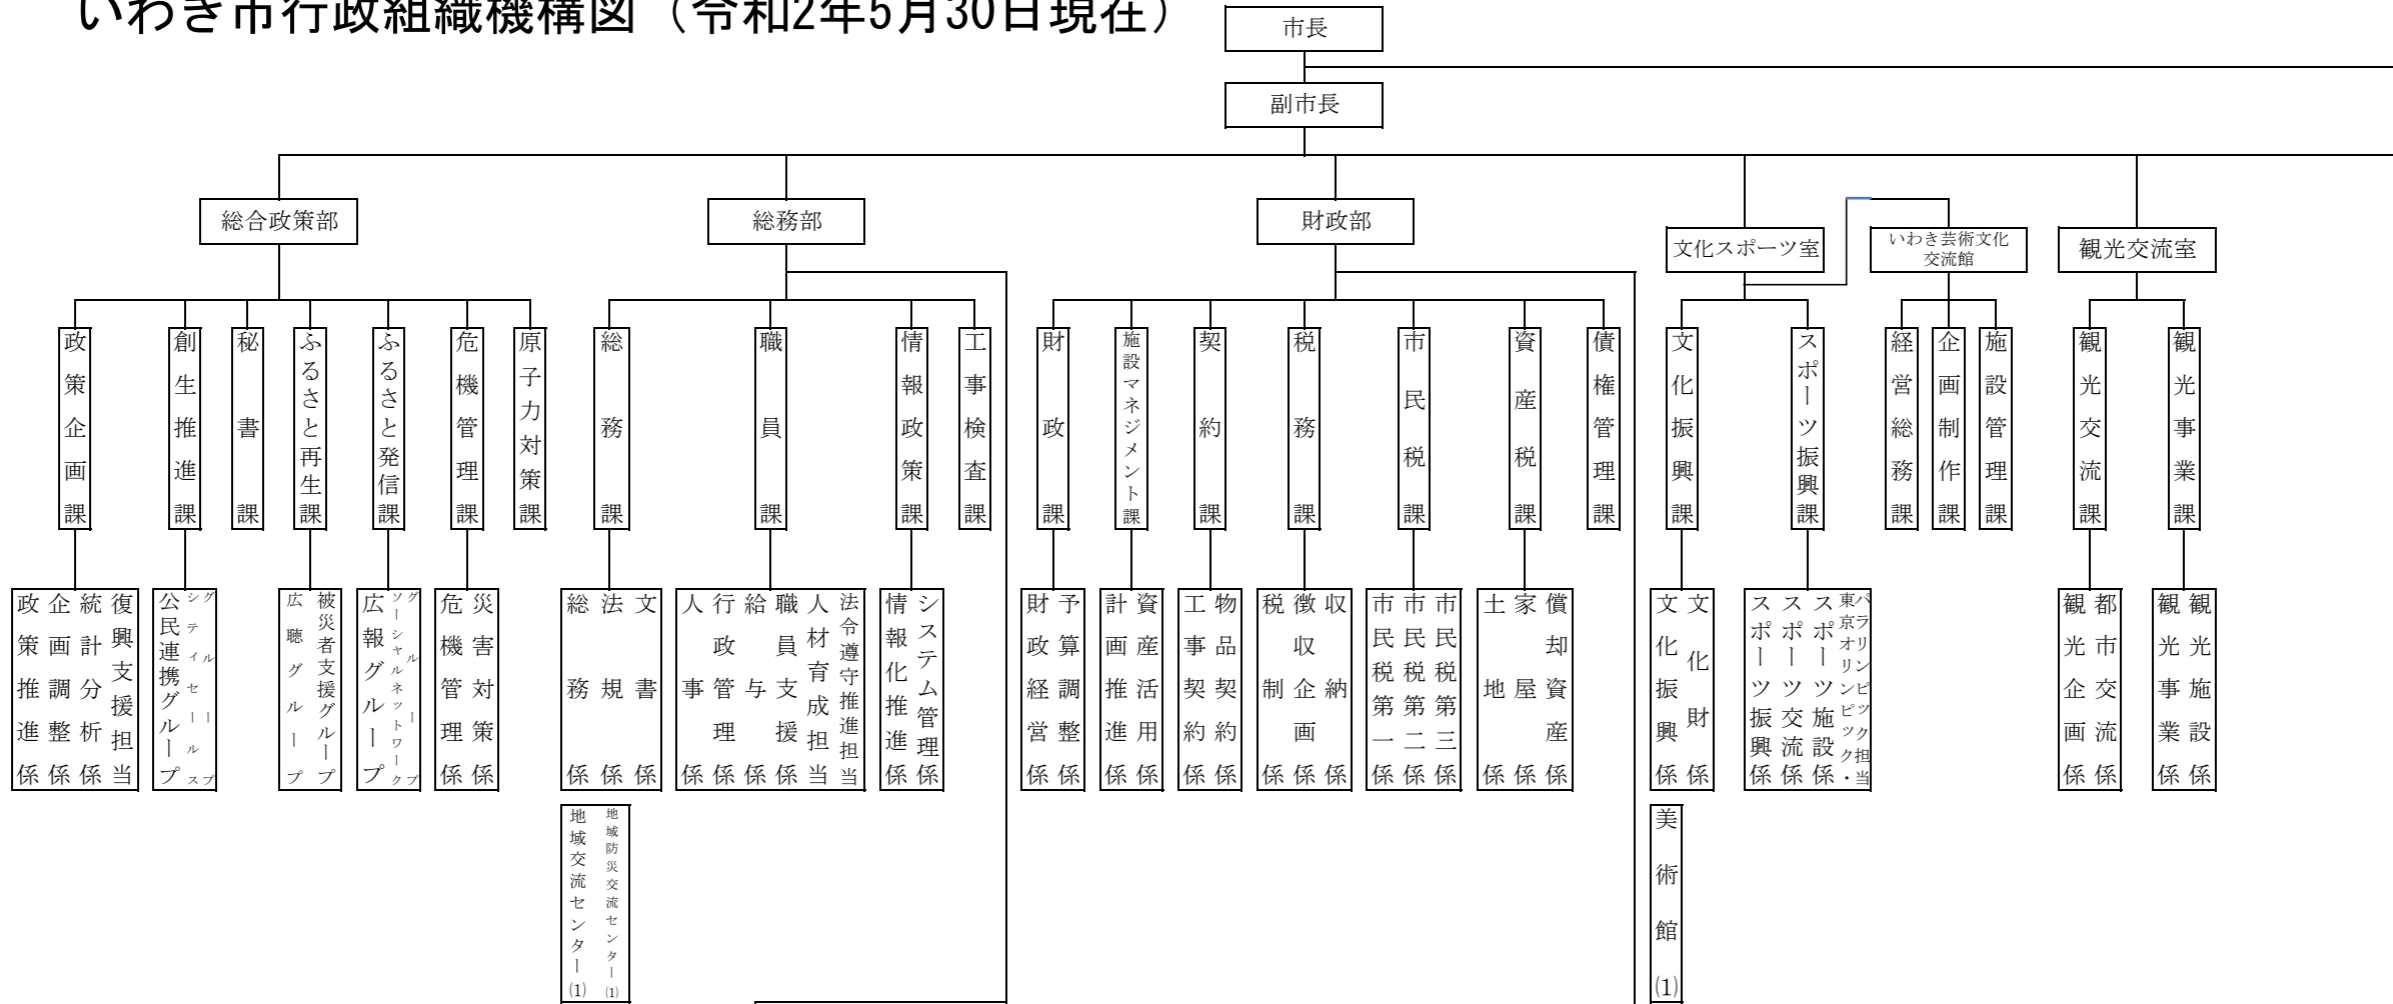 いわき市行政組織機構図（令和2年5月30日現在）
市長
副市長
総合政策部
総務部
財政部
文化スポーツ室
いわき芸術文化
交流館
観光交流室
政策企画課
創生推進課
秘書課
ふるさと再生課
ふるさと発信課
危機管理課
原子力対策課
総務課
職員課
情報政策課
工事検査課
財政課
施設マネジメント課
契約課
税務課
市民税課
資産税課
債権管理課
文化振興課
スポーツ振興課
経営総務課
企画制作課
施設管理課
観光交流課
観光事業課
政策推進係
企画調整係
統計分析係
復興支援担当
公民連携グループ
シティセールス
グループ
広聴グループ
被災者支援グループ
広報グループ
ソーシャルネットワーク
グループ
危機管理係
災害対策係
総務係
法規係
文書係
人事係
行政管理係
給与係
職員支援係
人材育成担当
法令遵守推進担当
情報化推進係
システム管理係
財政経営係
予算調整係
計画推進係
資産活用係
工事契約係
物品契約係
税制係
徴収企画係
収納係
市民税第一係
市民税第二係
市民税第三係
土地係
家屋係
償却資産係
文化振興係
文化財係
スポーツ振興係
スポーツ交流係
スポーツ施設係
東京オリンピック・
パラリンピック担当
観光企画係
都市交流係
観光事業係
観光施設係
地域交流センター(1)
地域防災交流センター(1)
美術館(1)